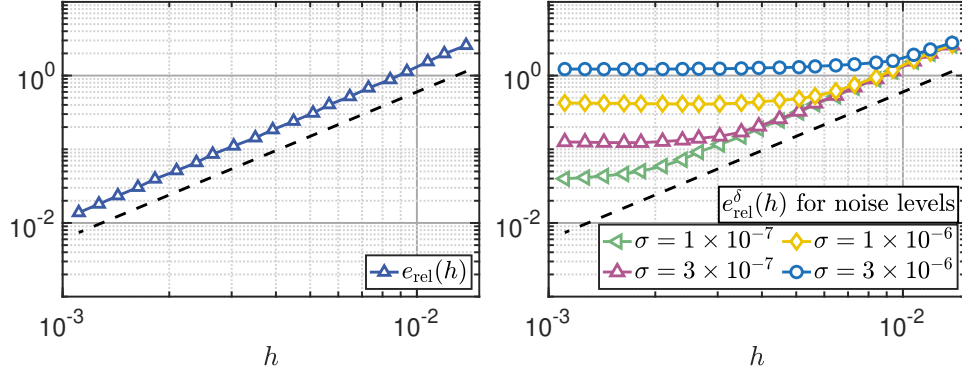 10^0
10^-2
e_rel(h)
10^-3
10^-2
h
10^0
10^-2
e^δ_rel(h) for noise levels
σ = 1 × 10^-7
σ = 1 × 10^-6
σ = 3 × 10^-7
σ = 3 × 10^-6
10^-3
10^-2
h